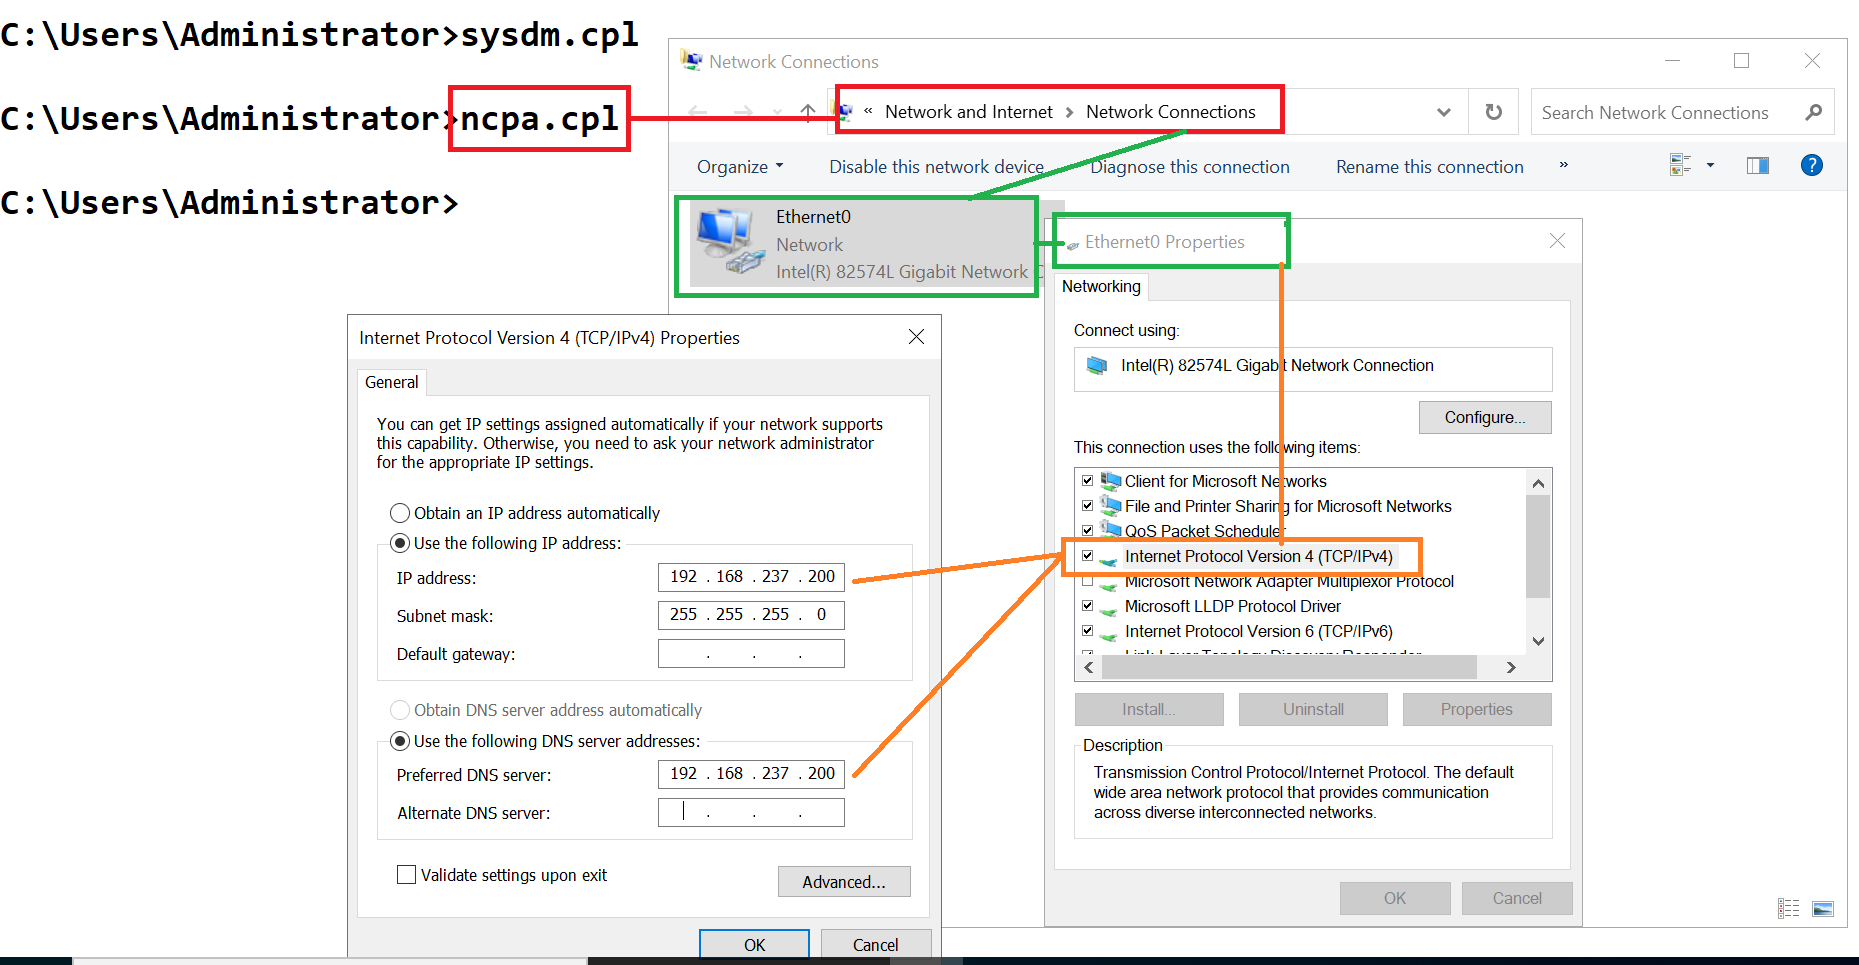 C:\Users\Administrator>sysdm.cpl
C:\Users\Administrator>ncpa.cpl
C:\Users\Administrator>
Network Connections
« Network and Internet > Network Connections
Search Network Connections
Organize
Disable this network device
Diagnose this connection
Rename this connection
»
?
Ethernet0
Network
Intel(R) 82574L Gigabit Network
Ethernet0 Properties
Networking
Connect using:
Intel(R) 82574L Gigabit Network Connection
Configure...
This connection uses the following items:
Client for Microsoft Networks
File and Printer Sharing for Microsoft Networks
QoS Packet Scheduler
Internet Protocol Version 4 (TCP/IPv4)
Microsoft Network Adapter Multiplexor Protocol
Microsoft LLDP Protocol Driver
Internet Protocol Version 6 (TCP/IPv6)
Install...
Uninstall
Properties
Description
Transmission Control Protocol/Internet Protocol. The default
wide area network protocol that provides communication
across diverse interconnected networks.
OK
Cancel
Internet Protocol Version 4 (TCP/IPv4) Properties
General
You can get IP settings assigned automatically if your network supports
this capability. Otherwise, you need to ask your network administrator
for the appropriate IP settings.
Obtain an IP address automatically
Use the following IP address:
IP address: 192 . 168 . 237 . 200
Subnet mask: 255 . 255 . 255 . 0
Default gateway: . . .
Obtain DNS server address automatically
Use the following DNS server addresses:
Preferred DNS server: 192 . 168 . 237 . 200
Alternate DNS server: . . .
Validate settings upon exit
Advanced...
OK
Cancel